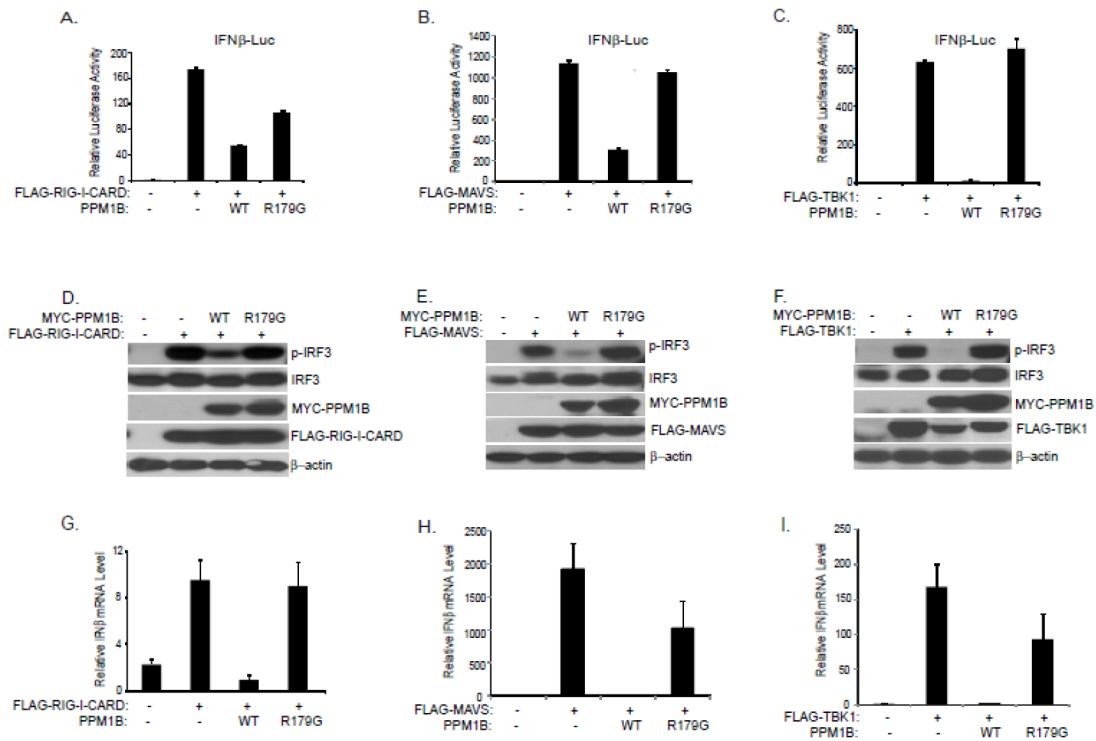 A.
IFNβ-Luc
Relative Luciferase Activity
200
160
120
80
40
0
FLAG-RIG-I-CARD: - + + +
PPM1B: - - WT R179G
B.
IFNβ-Luc
Relative Luciferase Activity
1400
1200
1000
800
600
400
200
0
FLAG-MAVS: - + + +
PPM1B: - - WT R179G
C.
IFNβ-Luc
Relative Luciferase Activity
800
600
400
200
0
FLAG-TBK1: - + + +
PPM1B: - - WT R179G
D.
MYC-PPM1B: - - WT R179G
FLAG-RIG-I-CARD: - + + +
p-IRF3
IRF3
MYC-PPM1B
FLAG-RIG-I-CARD
β–actin
E.
MYC-PPM1B: - - WT R179G
FLAG-MAVS: - + + +
p-IRF3
IRF3
MYC-PPM1B
FLAG-MAVS
β–actin
F.
MYC-PPM1B: - - WT R179G
FLAG-TBK1: - + + +
p-IRF3
IRF3
MYC-PPM1B
FLAG-TBK1
β–actin
G.
Relative IFNβ mRNA Level
12
8
4
0
FLAG-RIG-I-CARD: - + + +
PPM1B: - - WT R179G
H.
Relative IFNβ mRNA Level
2500
2000
1500
1000
500
0
FLAG-MAVS: - + + +
PPM1B: - - WT R179G
I.
Relative IFNβ mRNA Level
250
200
150
100
50
0
FLAG-TBK1: - + + +
PPM1B: - - WT R179G